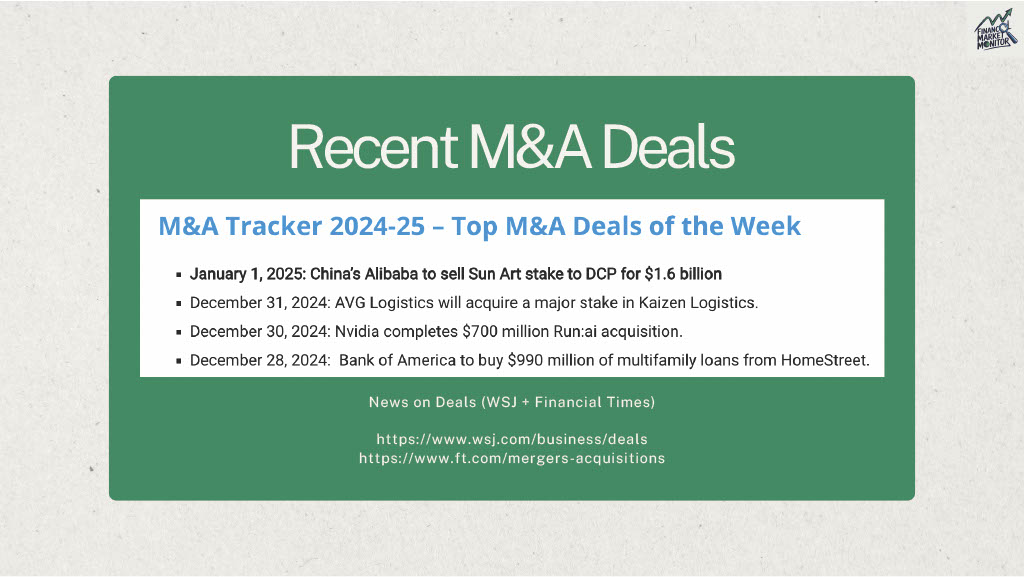 FINANCE
MARKET
MONITOR
Recent M&A Deals
M&A Tracker 2024-25 – Top M&A Deals of the Week
▪ January 1, 2025: China's Alibaba to sell Sun Art stake to DCP for $1.6 billion
▪ December 31, 2024: AVG Logistics will acquire a major stake in Kaizen Logistics.
▪ December 30, 2024: Nvidia completes $700 million Run:ai acquisition.
▪ December 28, 2024:  Bank of America to buy $990 million of multifamily loans from HomeStreet.
News on Deals (WSJ + Financial Times)
https://www.wsj.com/business/deals
https://www.ft.com/mergers-acquisitions